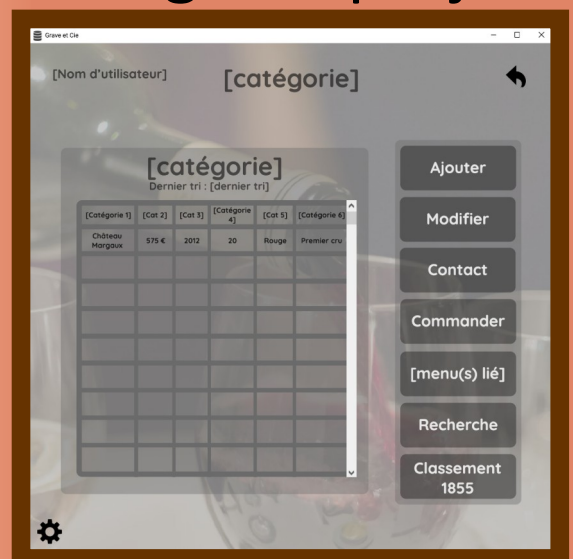 Grave et Cie
[Nom d'utilisateur]
[catégorie]
[catégorie]
Dernier tri : [dernier tri]
[Catégorie 1] [Cat 2] [Cat 3] [Catégorie 4] [Cat 5] [Catégorie 6]
Château Margaux 575 € 2012 20 Rouge Premier cru
Ajouter
Modifier
Contact
Commander
[menu(s) lié]
Recherche
Classement
1855